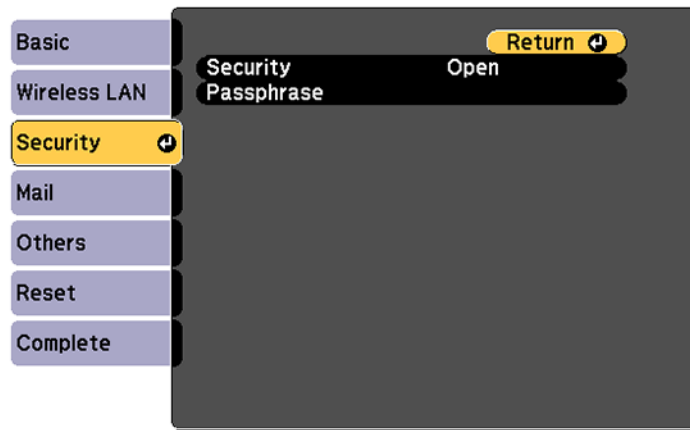 Basic
Wireless LAN
Security
Mail
Others
Reset
Complete
Return
Security Open
Passphrase